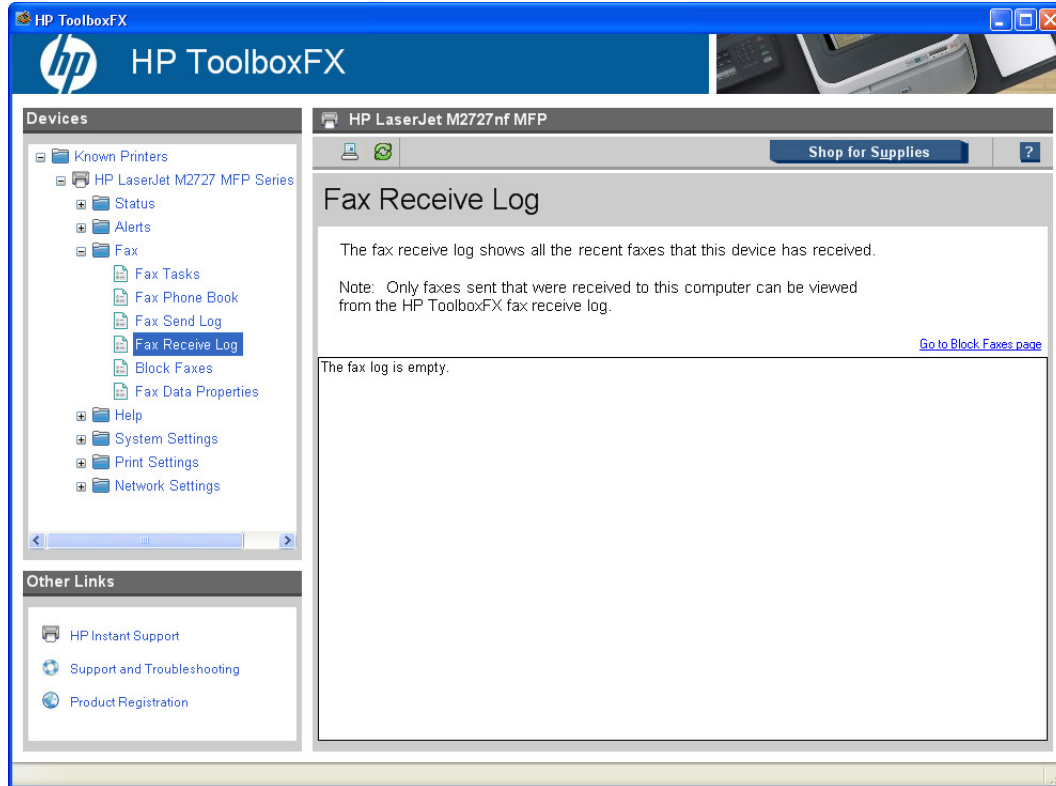 HP ToolboxFX
hp
HP ToolboxFX
Devices
Known Printers
HP LaserJet M2727 MFP Series
Status
Alerts
Fax
Fax Tasks
Fax Phone Book
Fax Send Log
Fax Receive Log
Block Faxes
Fax Data Properties
Help
System Settings
Print Settings
Network Settings
Other Links
HP Instant Support
Support and Troubleshooting
Product Registration
HP LaserJet M2727nf MFP
Shop for Supplies
?
Fax Receive Log
The fax receive log shows all the recent faxes that this device has received.
Note: Only faxes sent that were received to this computer can be viewed
from the HP ToolboxFX fax receive log.
Go to Block Faxes page
The fax log is empty.